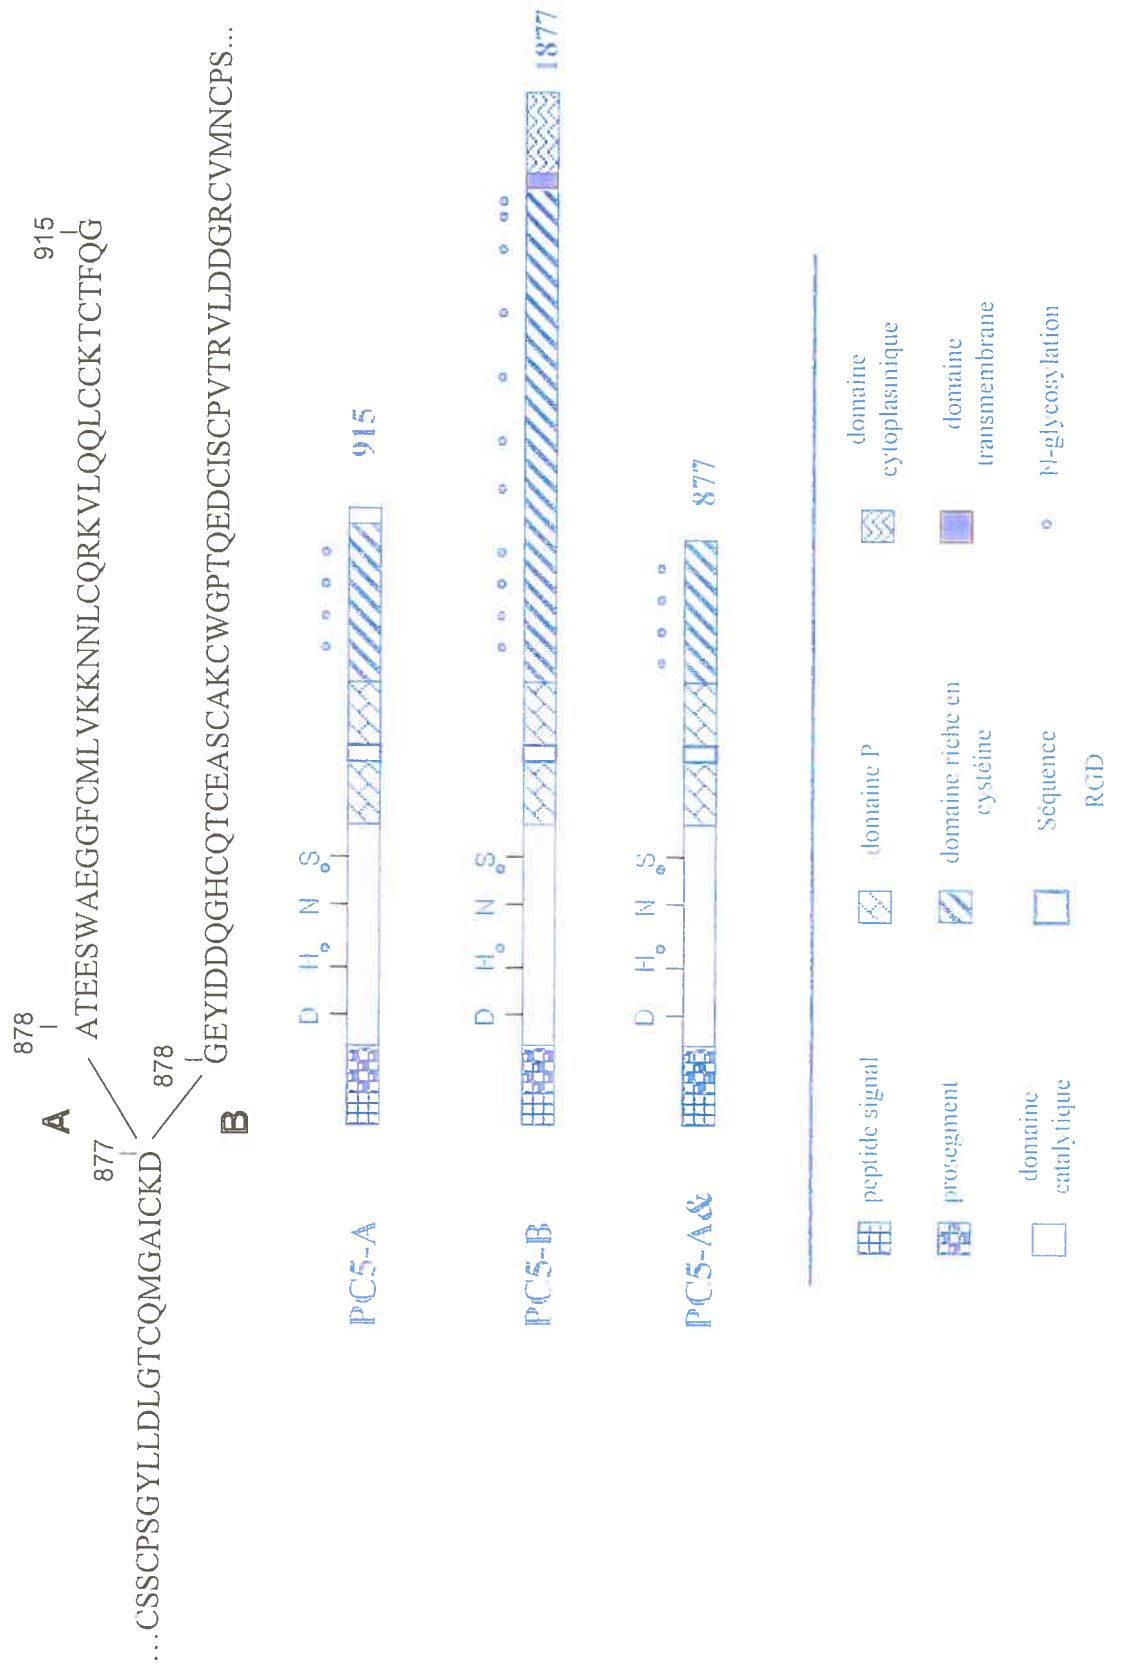 878
915
A
ATEESWAEGGFCMLVKKNNLCQRKVLQQLCCKTCTFQG
877
...CSSCPSGYLLDLGTCQMGAICKD
878
B
GEYIDDQGHCQTCEASCAKCWGPTQEDCISCPVTRVLDDGRCVMNCPS...
D H N S
PC5-A
915
D H N S
PC5-B
1877
D H N S
PC5-A&
877
peptide signal
domaine P
domaine
cytoplasmique
prosegment
domaine riche en
cystéine
domaine
transmembrane
domaine
catalytique
Séquence
RGD
N-glycosylation